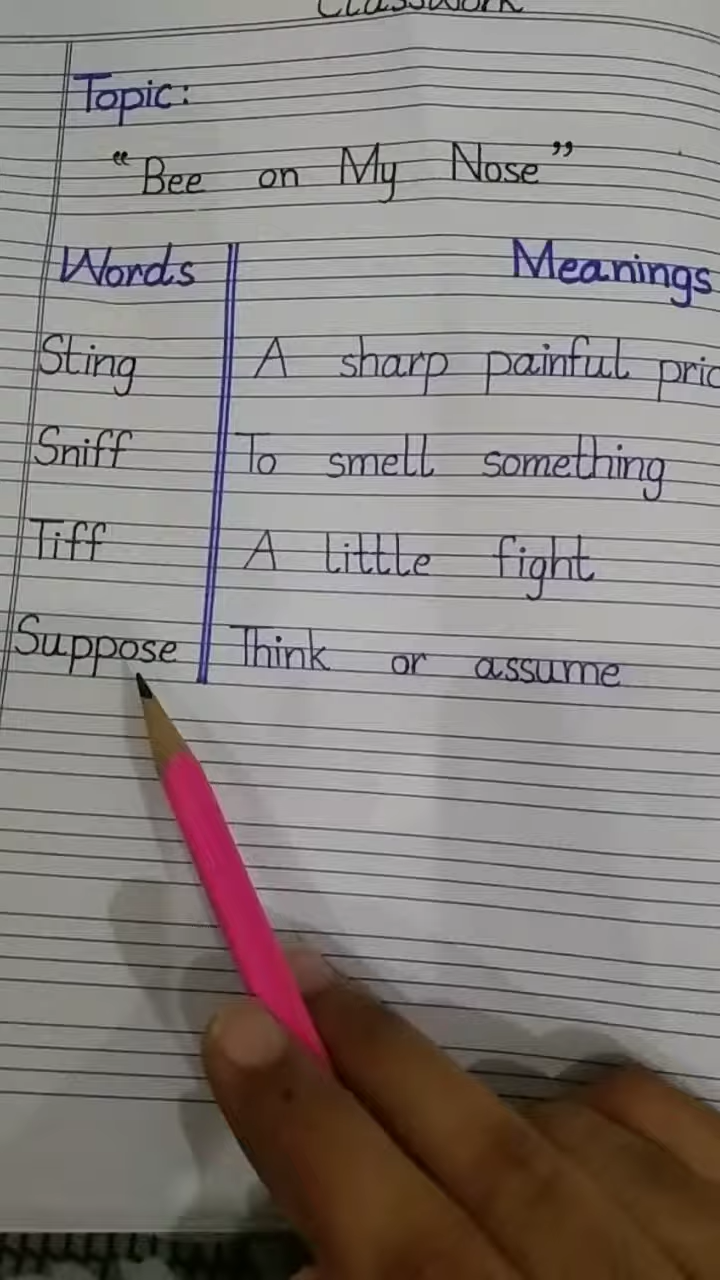 Classwork
Topic:
“Bee on My Nose”
Words Meanings
Sting A sharp painful
Sniff To smell something
Tiff A little fight
Suppose Think or assume